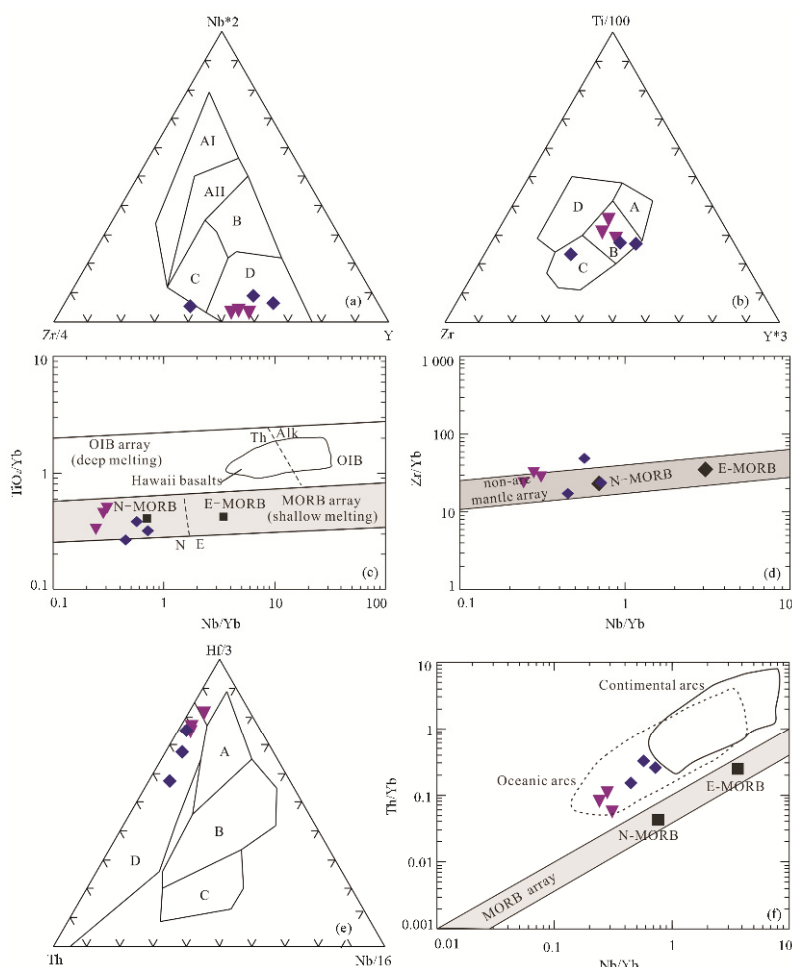 Nb*2
AI
AII
B
C
D
(a)
Zr/4
Y
Ti/100
D
A
B
C
(b)
Zr
Y*3
10
1
0.1
TiO₂/Yb
OIB array
(deep melting)
Th
Alk
OIB
Hawaii basalts
N-MORB
E-MORB
MORB array
(shallow melting)
N
E
(c)
0.1
1
10
100
Nb/Yb
1 000
100
10
1
Zr/Yb
non-arc
mantle array
N-MORB
E-MORB
(d)
0.1
1
10
Nb/Yb
Hf/3
A
B
C
D
(e)
Th
Nb/16
10
1
0.1
0.01
0.001
Th/Yb
Contimental arcs
Oceanic arcs
E-MORB
N-MORB
MORB array
(f)
0.01
0.1
1
10
Nb/Yb